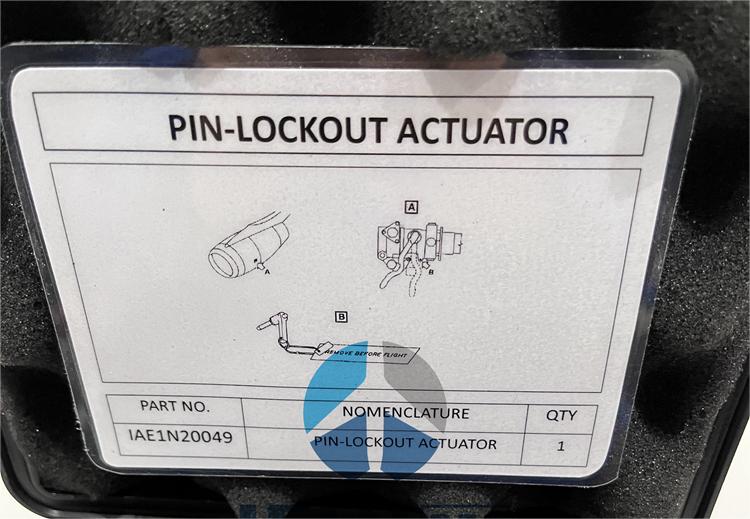 PIN-LOCKOUT ACTUATOR
A
A
B
B
REMOVE BEFORE FLIGHT
PART NO. NOMENCLATURE QTY
IAE1N20049 PIN-LOCKOUT ACTUATOR 1